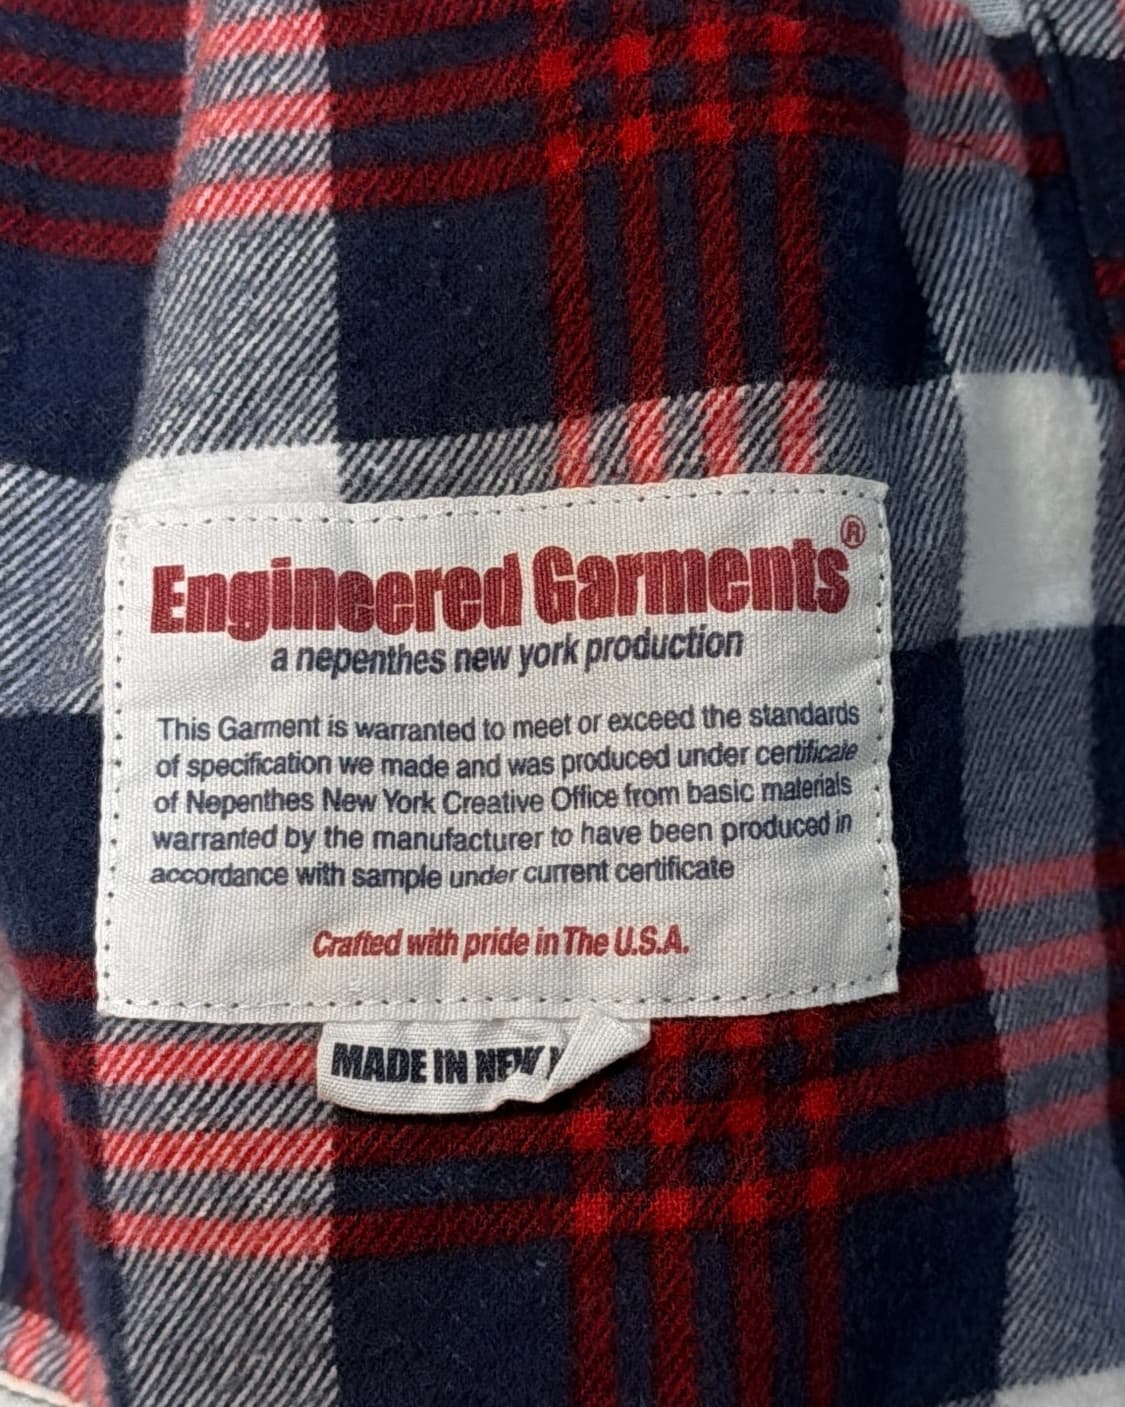 Engineered Garments®
a nepenthes new york production
This Garment is warranted to meet or exceed the standards
of specification we made and was produced under certificate
of Nepenthes New York Creative Office from basic materials
warranted by the manufacturer to have been produced in
accordance with sample under current certificate
Crafted with pride in The U.S.A.
MADE IN NEW